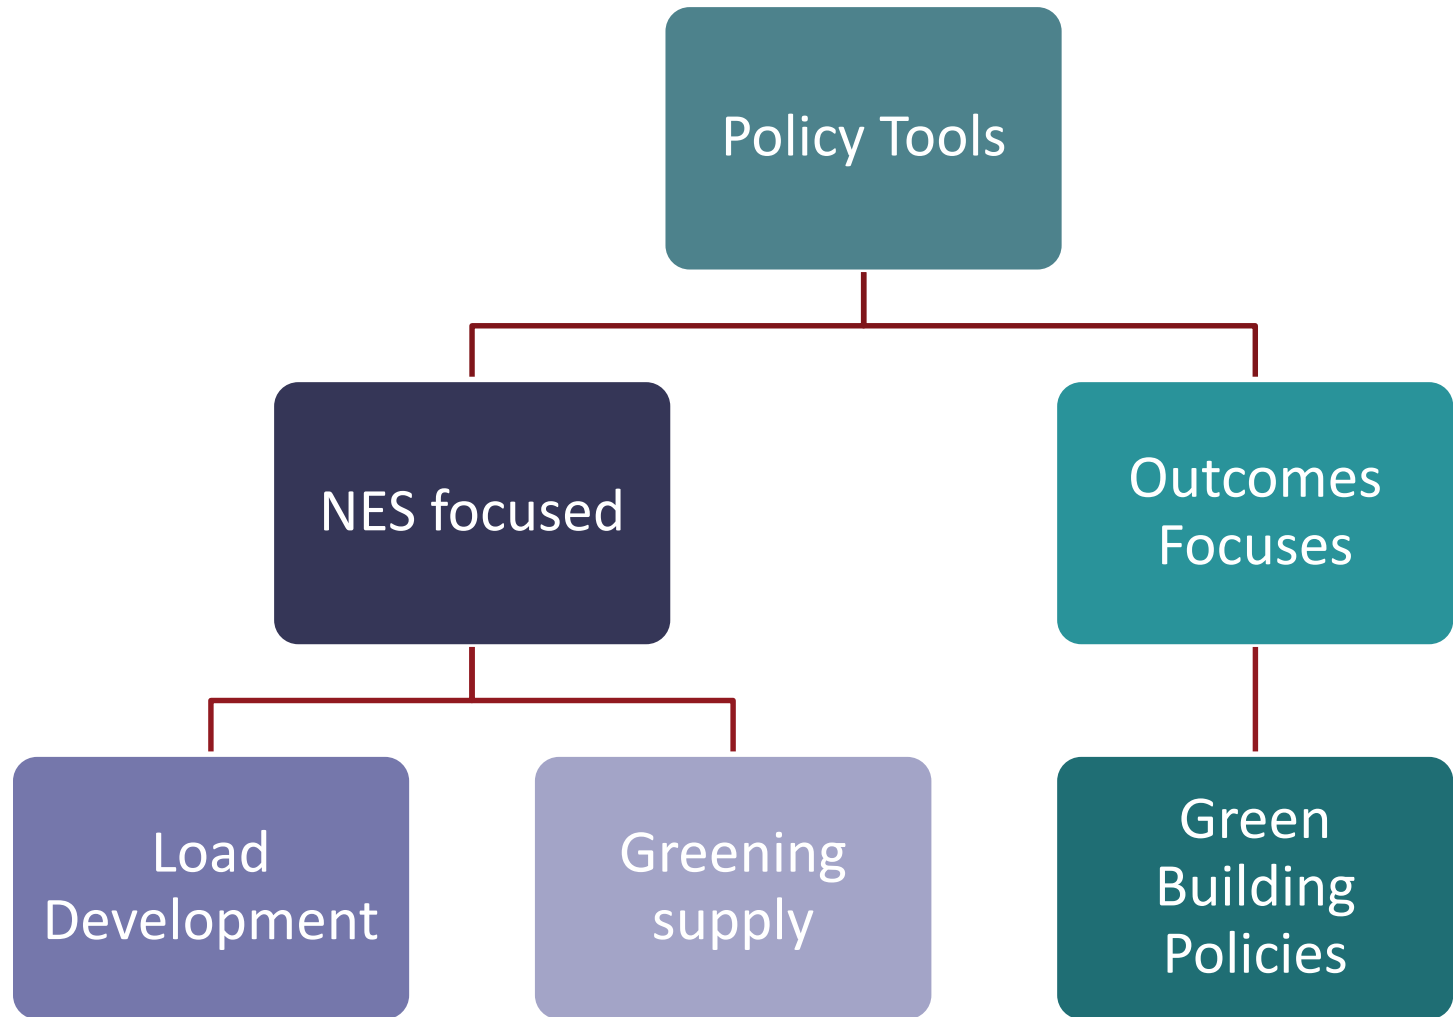 Policy Tools
NES focused
Outcomes
Focuses
Load
Development
Greening
supply
Green
Building
Policies